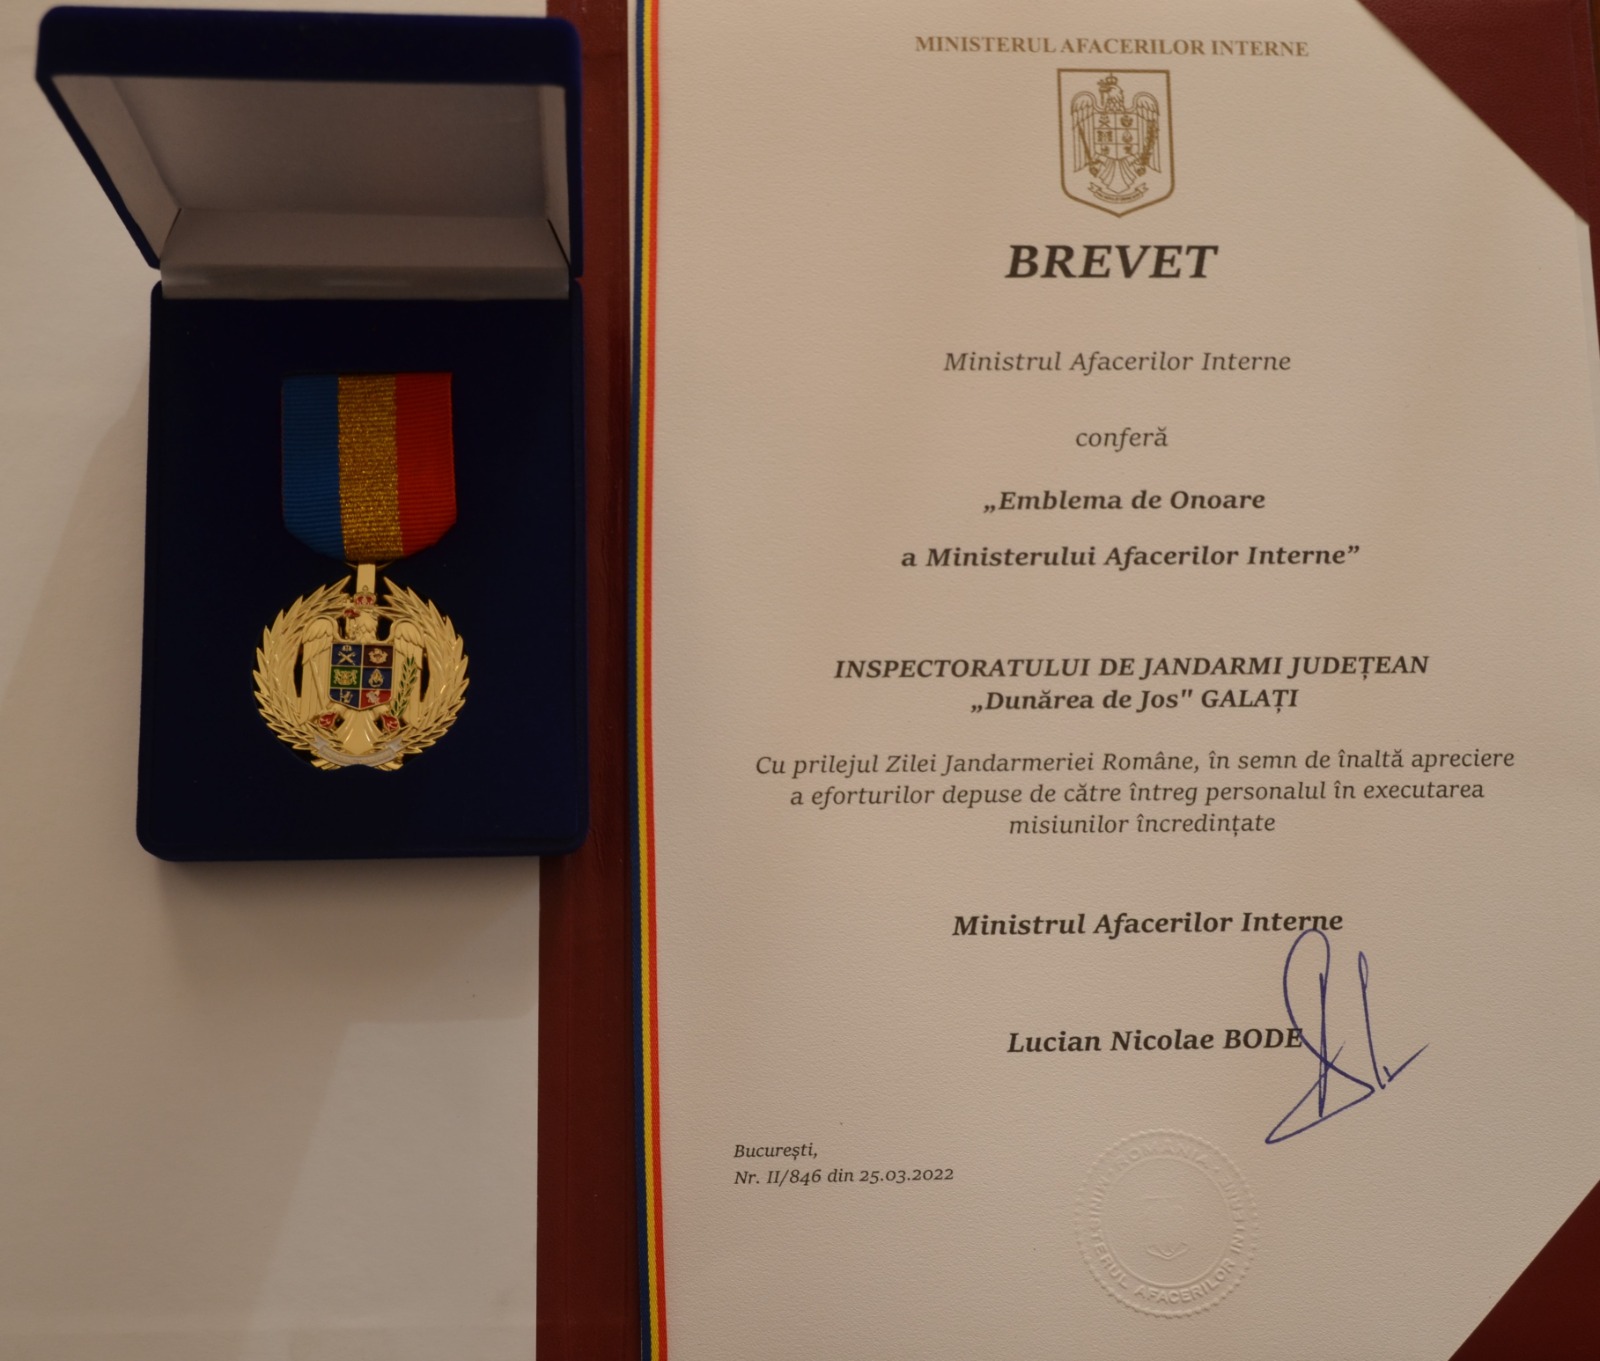 MINISTERUL AFACERILOR INTERNE
BREVET
Ministrul Afacerilor Interne
conferă
„Emblema de Onoare
a Ministerului Afacerilor Interne”
INSPECTORATULUI DE JANDARMI JUDEȚEAN
„Dunărea de Jos" GALAȚI
Cu prilejul Zilei Jandarmeriei Române, în semn de înaltă apreciere
a eforturilor depuse de către întreg personalul în executarea
misiunilor încredințate
Ministrul Afacerilor Interne
Lucian Nicolae BODE
București,
Nr. II/846 din 25.03.2022
ROMANIA
AFACERILOR